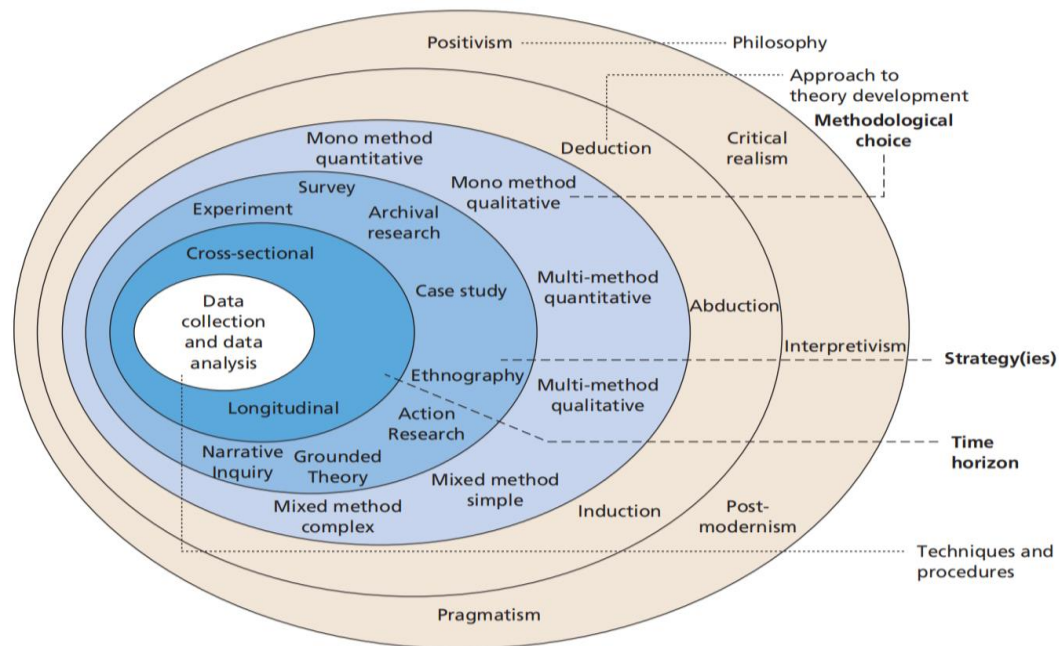 Positivism
Philosophy
Approach to
theory development
Methodological
choice
Mono method
quantitative
Deduction
Critical
realism
Survey
Mono method
qualitative
Experiment
Archival
research
Cross-sectional
Data
collection
and data
analysis
Case study
Multi-method
quantitative
Abduction
Interpretivism
Strategy(ies)
Ethnography
Multi-method
qualitative
Longitudinal
Action
Research
Time
horizon
Narrative
Inquiry
Grounded
Theory
Mixed method
simple
Mixed method
complex
Induction
Post-
modernism
Techniques and
procedures
Pragmatism